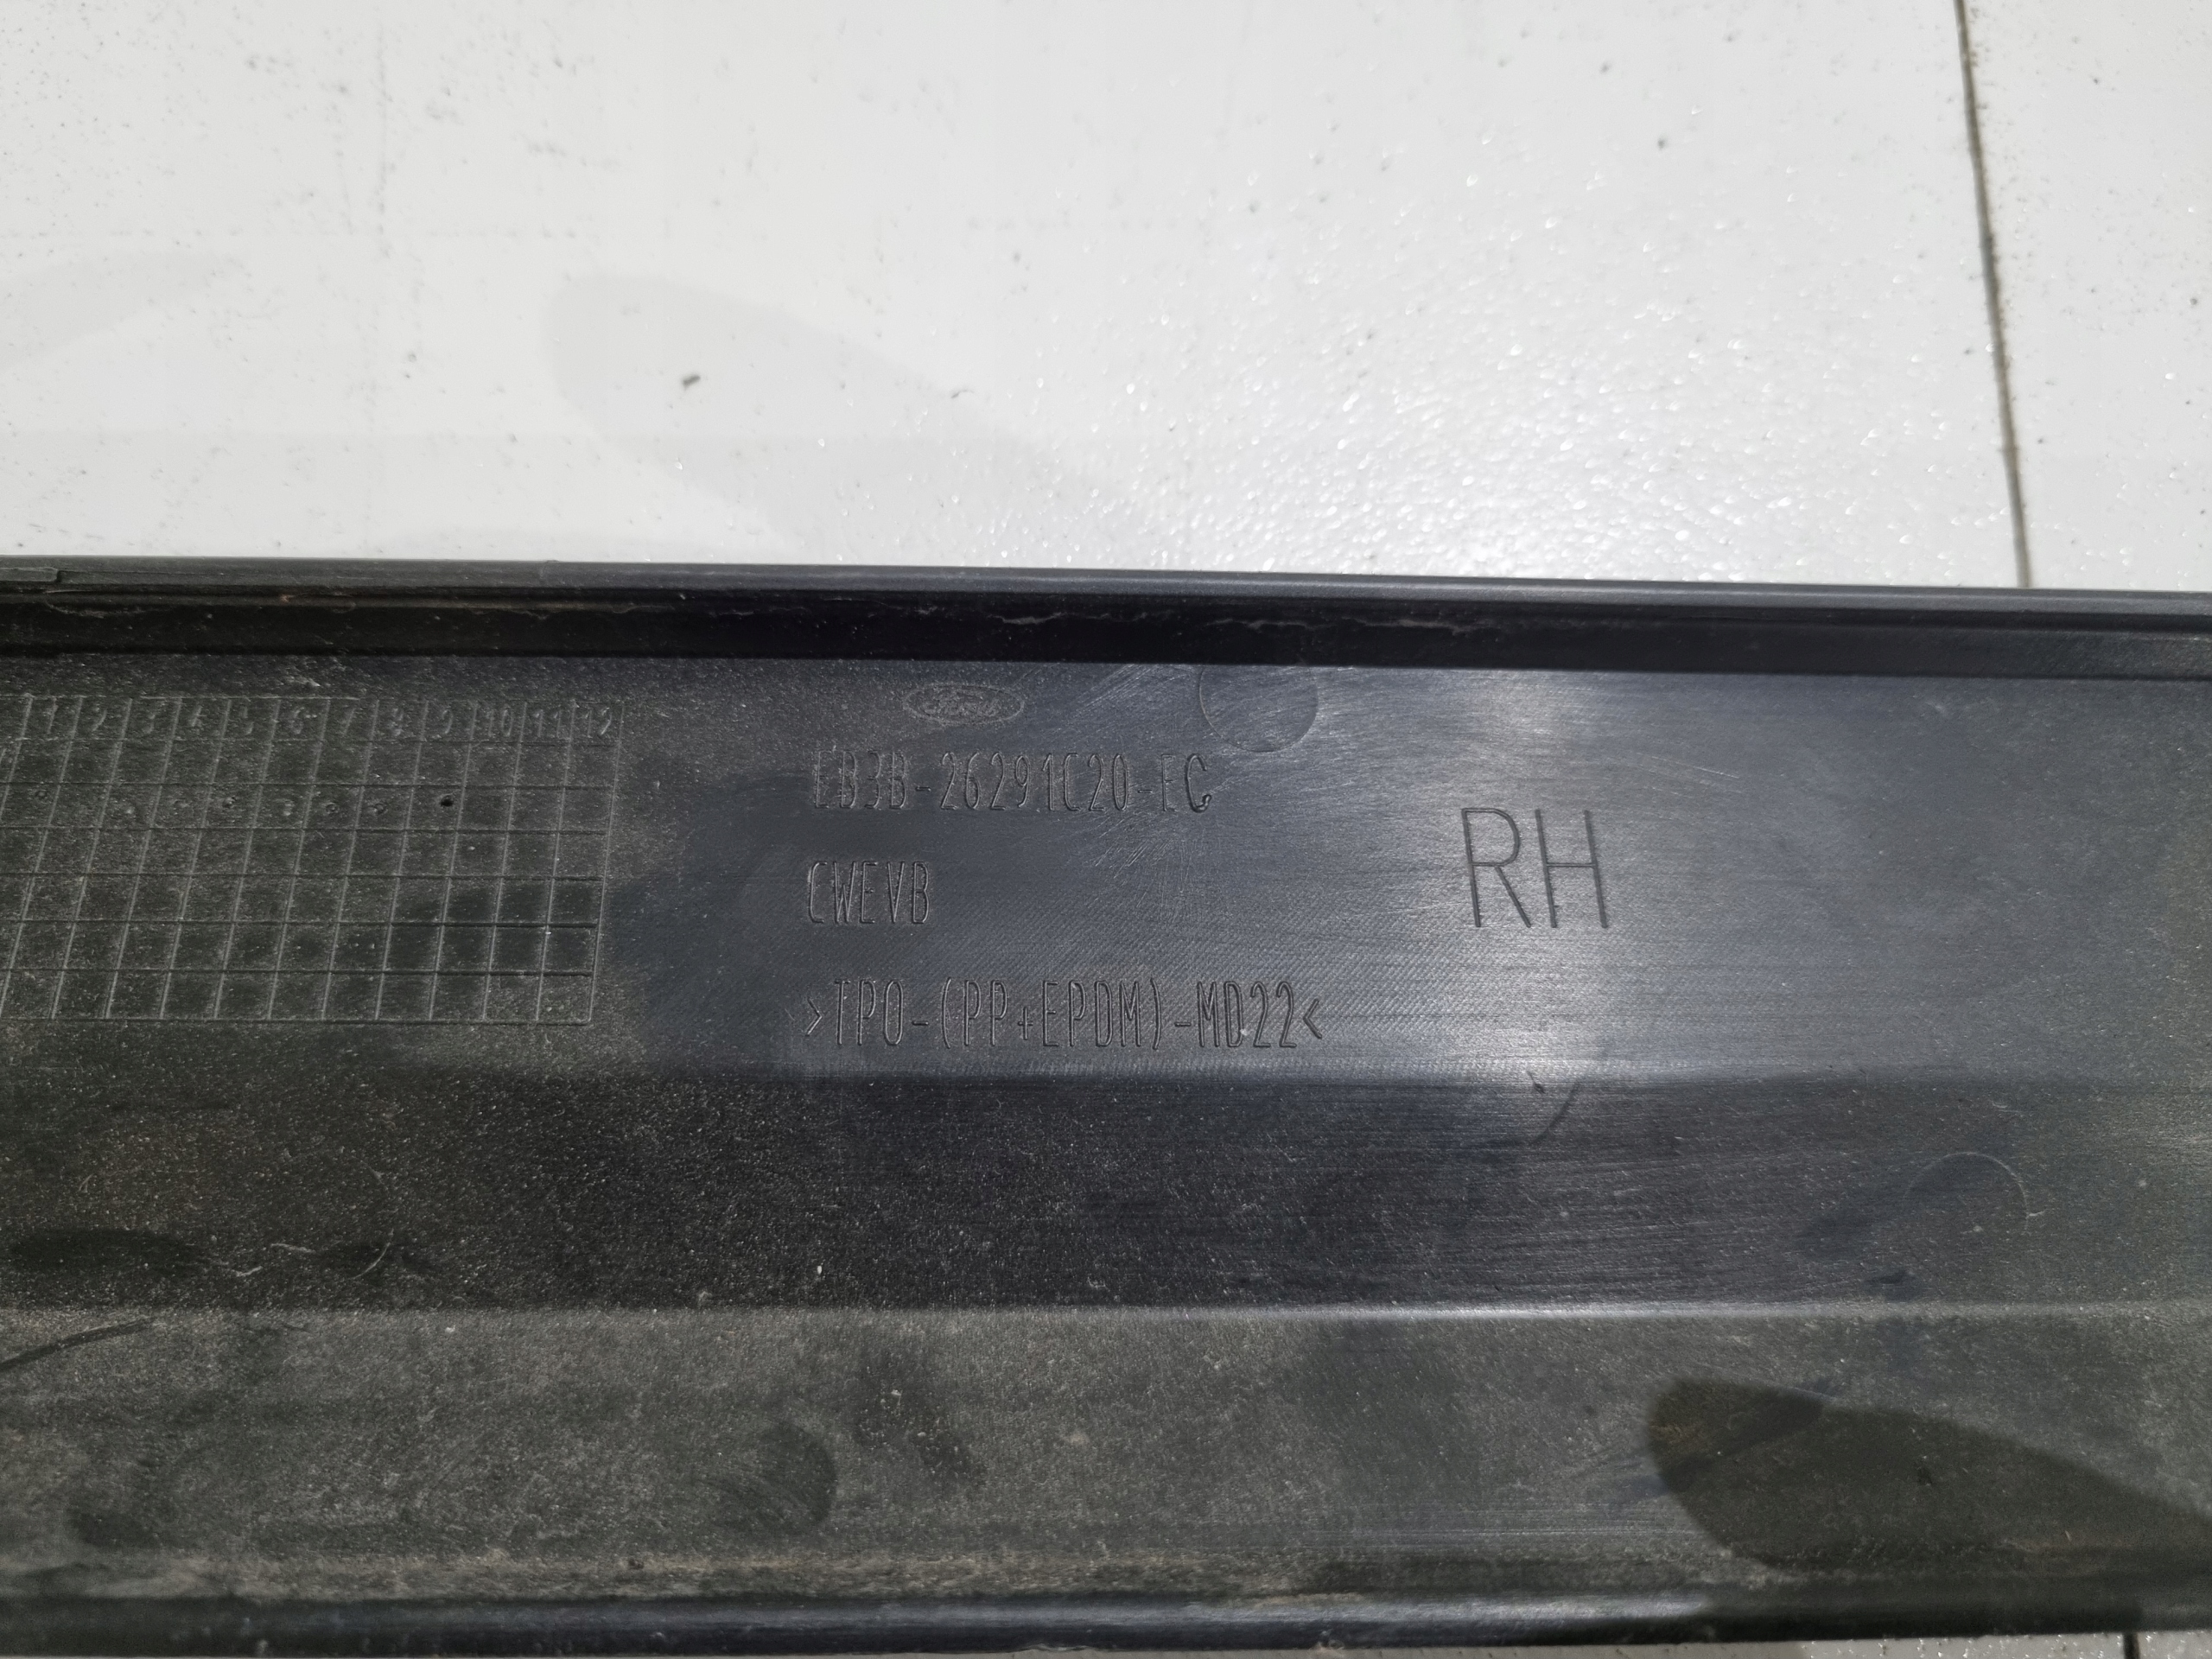 Ford
1 2 3 4 5 6 7 8 9 10 11 12
EB3B-26291C20-EC
RH
CWEVB
>TPO-(PP+EPDM)-MD22<